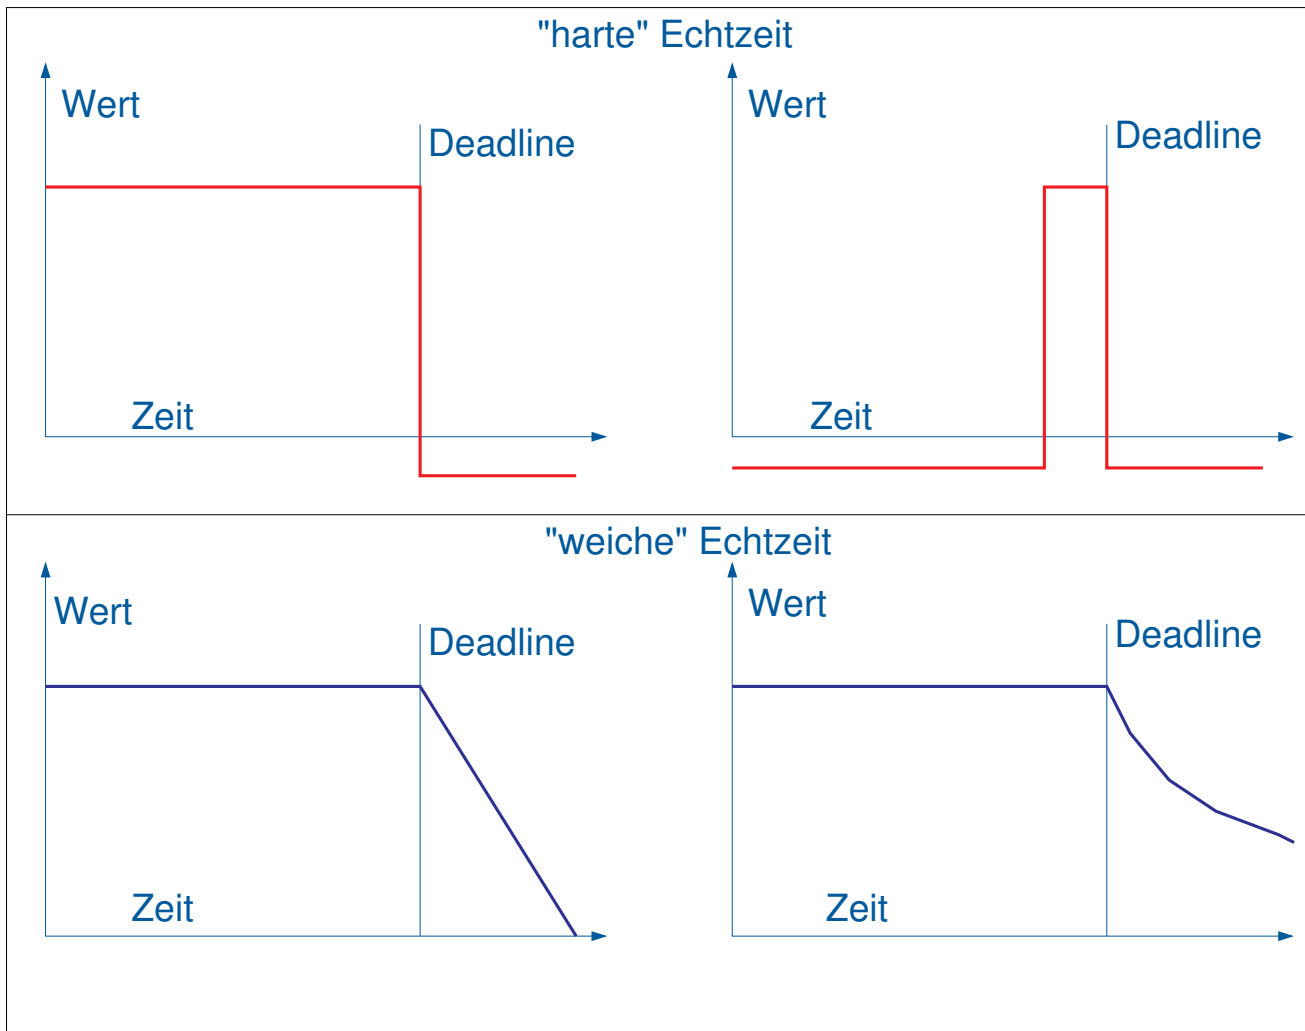 "harte" Echtzeit
Wert
Deadline
Zeit
Wert
Deadline
Zeit
"weiche" Echtzeit
Wert
Deadline
Zeit
Wert
Deadline
Zeit